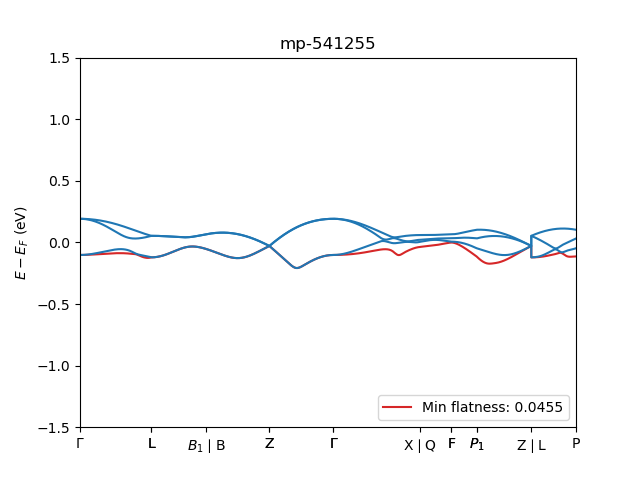 mp-541255
E − E_F (eV)
1.5
1.0
0.5
0.0
−0.5
−1.0
−1.5
Min flatness: 0.0455
Γ L B₁ | B Z Γ X | Q F P₁ Z | L P